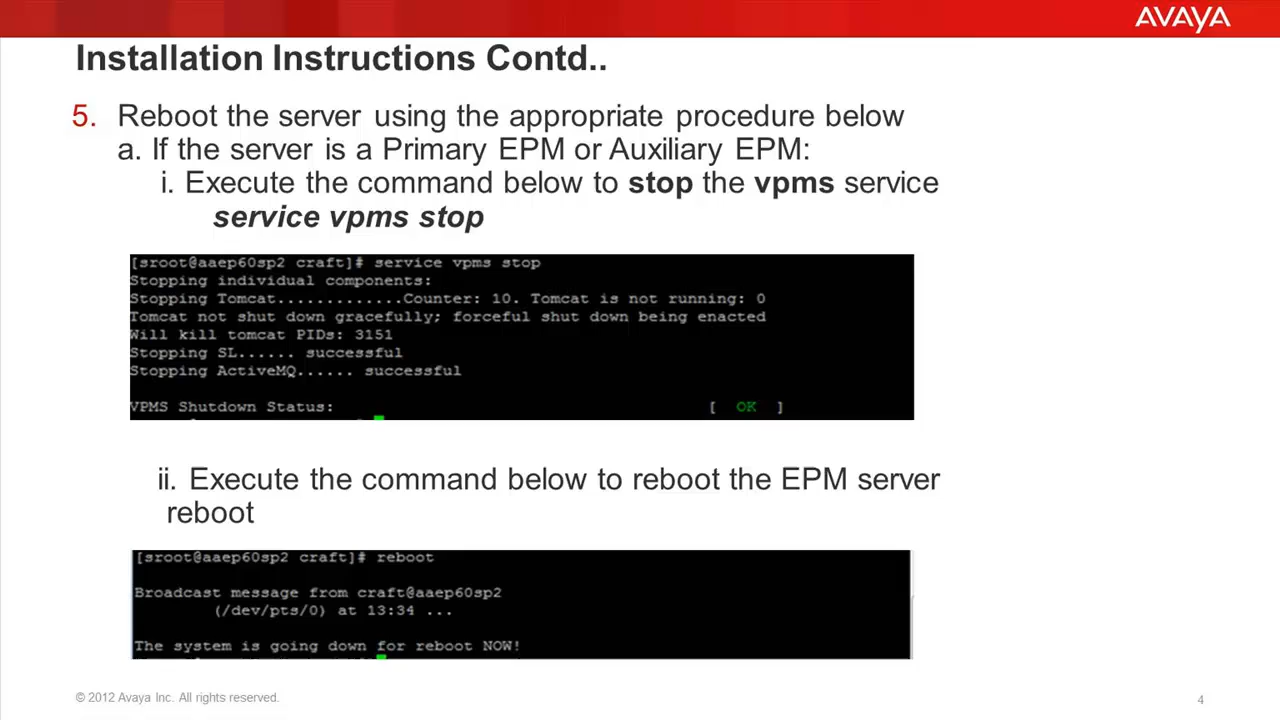 AVAYA
Installation Instructions Contd..
5. Reboot the server using the appropriate procedure below
a. If the server is a Primary EPM or Auxiliary EPM:
i. Execute the command below to stop the vpms service
service vpms stop
[sroot@aaep60sp2 craft]# service vpms stop
Stopping individual components:
Stopping Tomcat.............Counter: 10. Tomcat is not running: 0
Tomcat not shut down gracefully; forceful shut down being enacted
Will kill tomcat PIDs: 3151
Stopping SL...... successful
Stopping ActiveMQ...... successful
VPMS Shutdown Status: [ OK ]
ii. Execute the command below to reboot the EPM server
reboot
[sroot@aaep60sp2 craft]# reboot
Broadcast message from craft@aaep60sp2
(/dev/pts/0) at 13:34 ...
The system is going down for reboot NOW!
© 2012 Avaya Inc. All rights reserved.
4